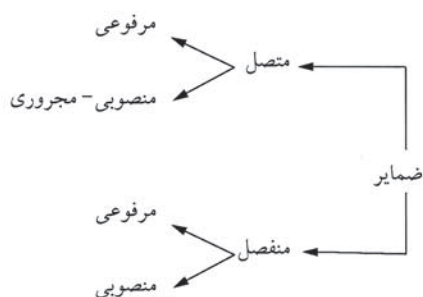 مرفوعی
متصل
منصوبی - مجروری
ضمایر
مرفوعی
منفصل
منصوبی